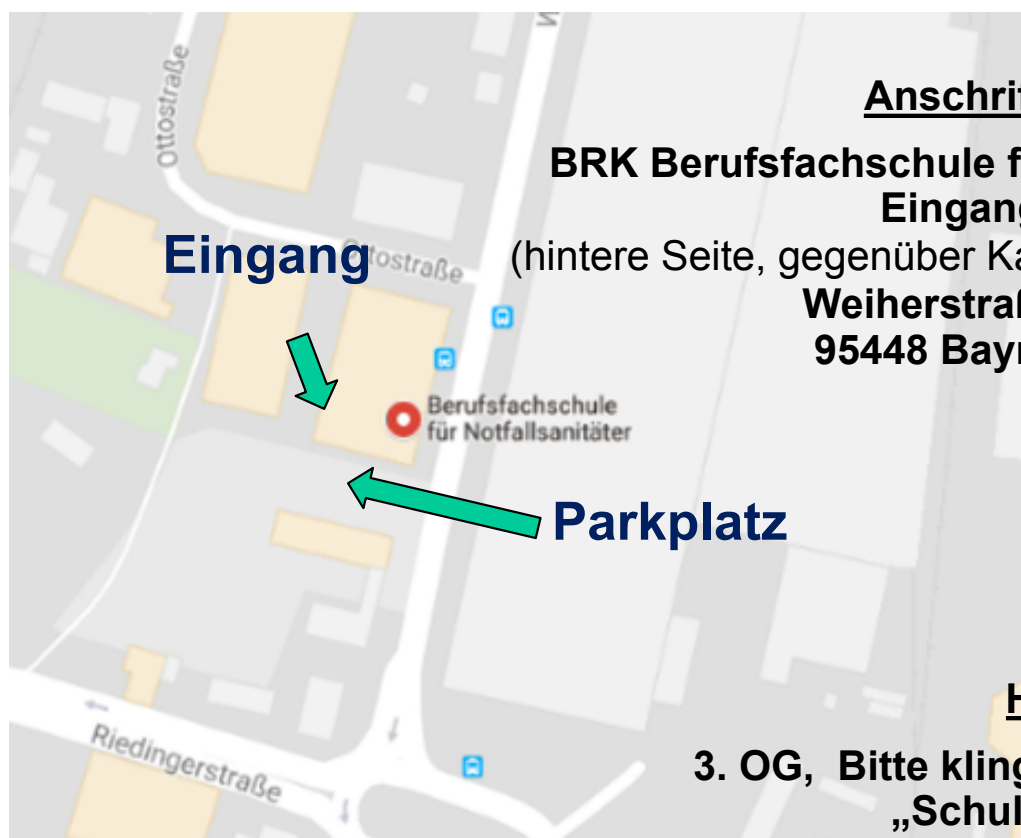 Ottostraße
Anschrif
BRK Berufsfachschule f
Eingang
(hintere Seite, gegenüber Ka
Weiherstraß
95448 Bayr
Eingang
Ottostraße
Berufsfachschule
für Notfallsanitäter
Parkplatz
Riedingerstraße
H
3. OG, Bitte kling
„Schul